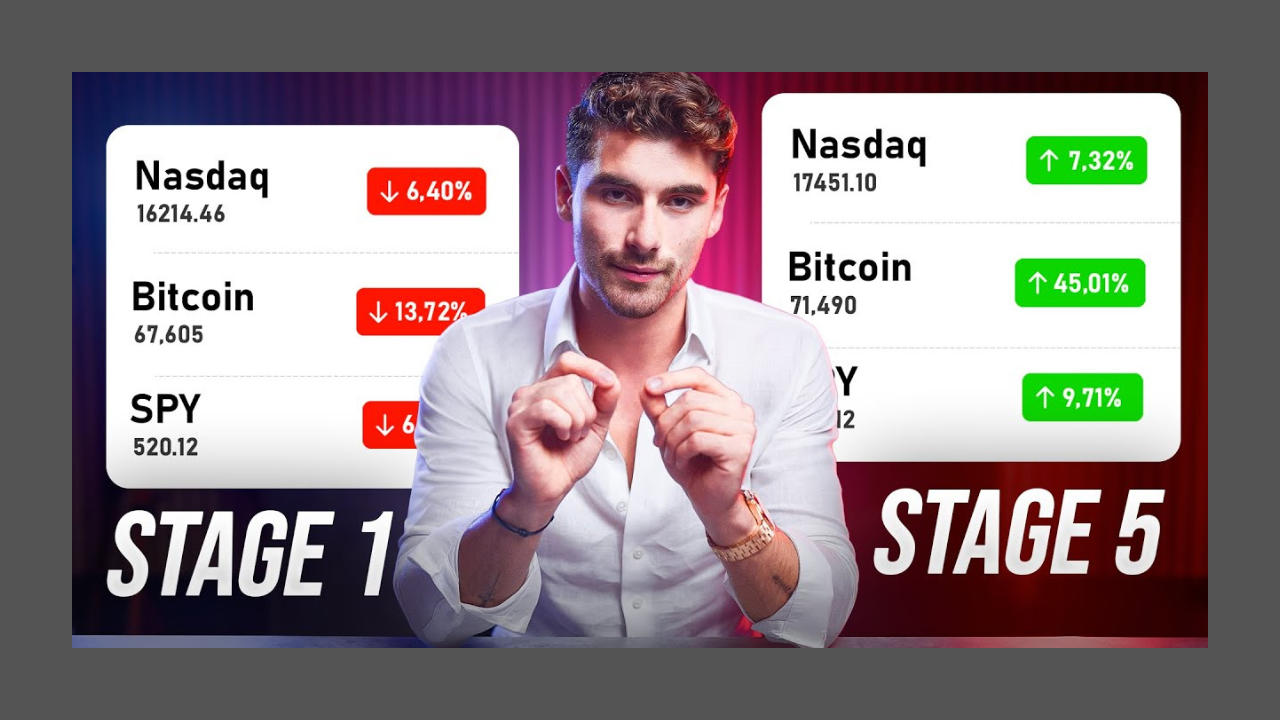 Nasdaq
16214.46
↓ 6,40%
Bitcoin
67,605
↓ 13,72%
SPY
520.12
↓ 6
STAGE 1
Nasdaq
17451.10
↑ 7,32%
Bitcoin
71,490
↑ 45,01%
↑ 9,71%
STAGE 5